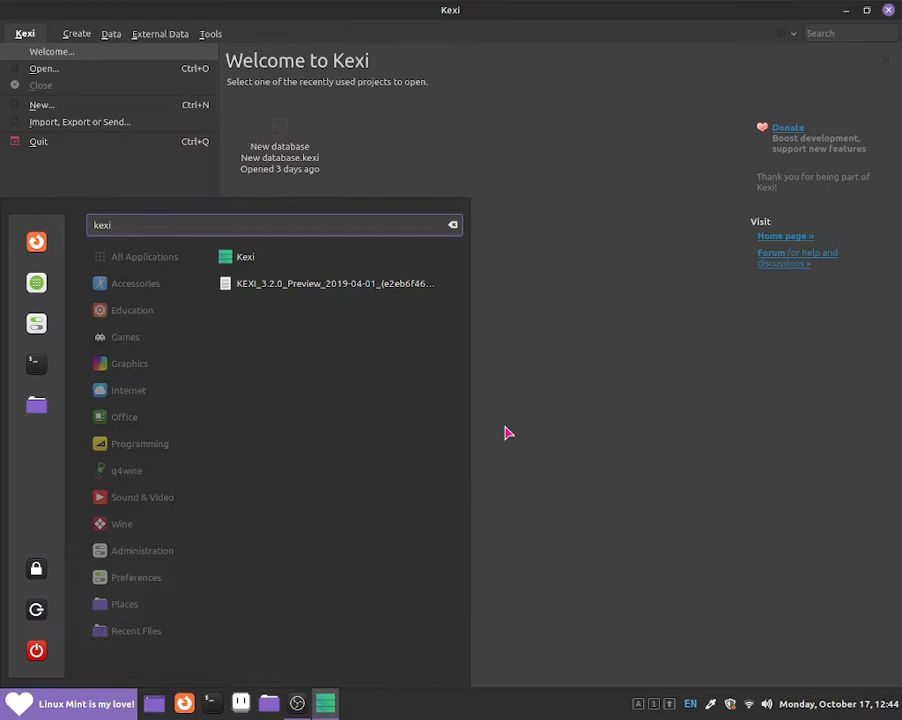 Kexi
Kexi Create Data External Data Tools Search
Welcome...
Open... Ctrl+O
Close
New... Ctrl+N
Import, Export or Send...
Quit Ctrl+Q
Welcome to Kexi
Select one of the recently used projects to open.
New database
New database.kexi
Opened 3 days ago
Donate
Boost development,
support new features
Thank you for being part of
Kexi!
Visit
Home page »
Forum for help and
discussions »
kexi
All Applications
Accessories
Education
Games
Graphics
Internet
Office
Programming
q4wine
Sound & Video
Wine
Administration
Preferences
Places
Recent Files
Kexi
KEXI_3.2.0_Preview_2019-04-01_(e2eb6f46...
Linux Mint is my love!
A 1 EN Monday, October 17, 12:44